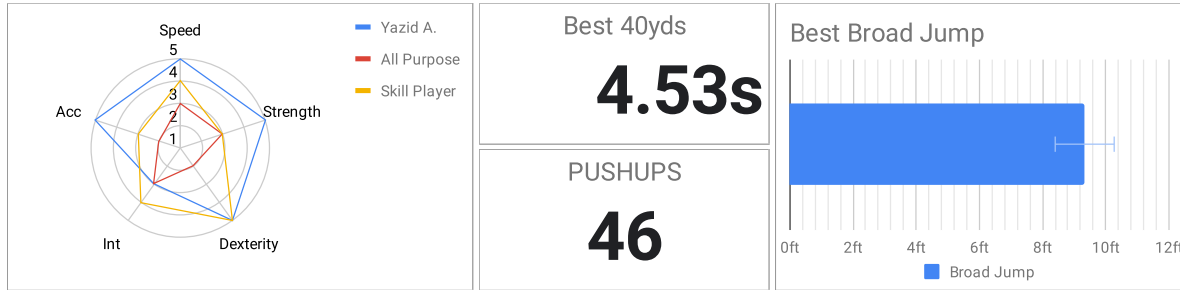 Speed
5
4
3
2
1
Acc
Strength
Int
Dexterity
Yazid A.
All Purpose
Skill Player
Best 40yds
4.53s
PUSHUPS
46
Best Broad Jump
0ft 2ft 4ft 6ft 8ft 10ft 12ft
Broad Jump